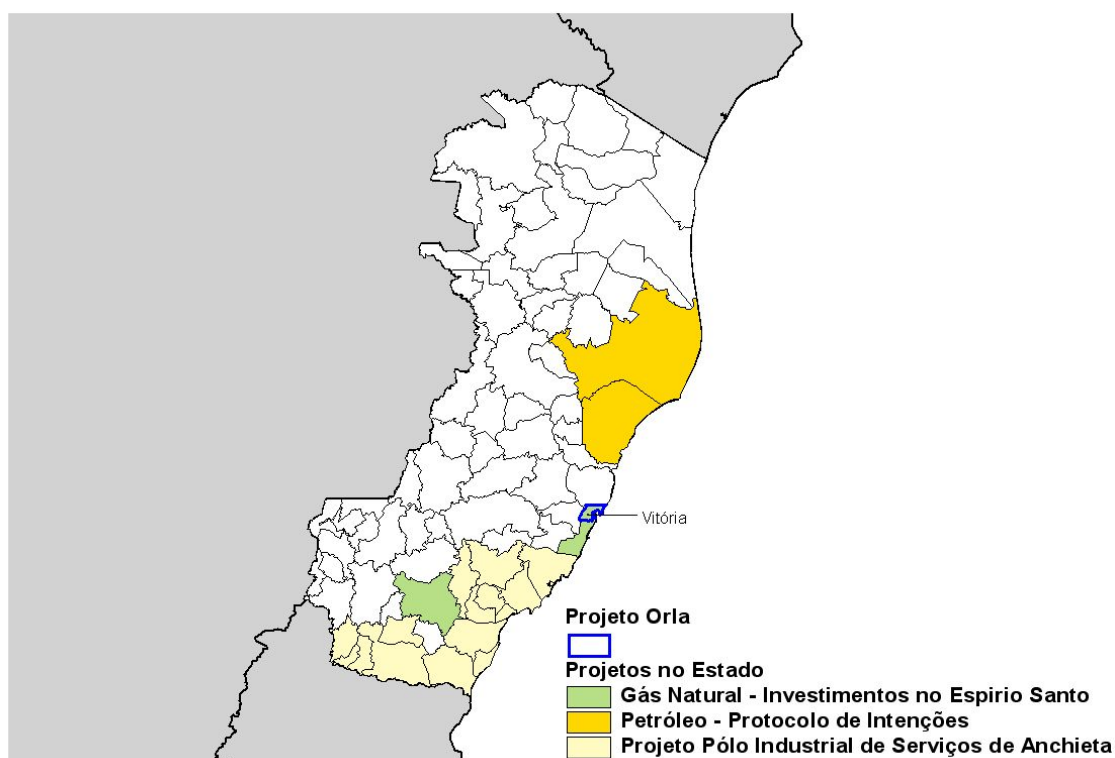 Vitória
Projeto Orla
Projetos no Estado
Gás Natural - Investimentos no Espirio Santo
Petróleo - Protocolo de Intenções
Projeto Pólo Industrial de Serviços de Anchieta